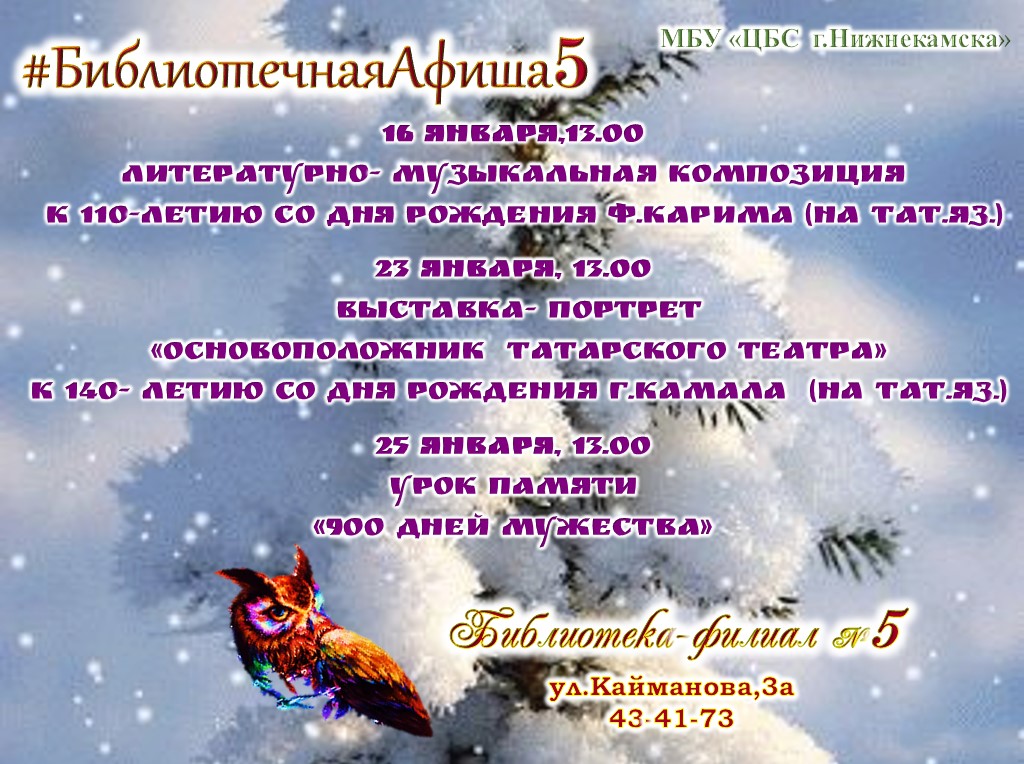 МБУ «ЦБС г.Нижнекамска»
#БиблиотечнаяАфиша5
16 ЯНВАРЯ,13.00
ЛИТЕРАТУРНО- МУЗЫКАЛЬНАЯ КОМПОЗИЦИЯ
К 110-ЛЕТИЮ СО ДНЯ РОЖДЕНИЯ Ф.КАРИМА (НА ТАТ.ЯЗ.)
23 ЯНВАРЯ, 13.00
ВЫСТАВКА- ПОРТРЕТ
«ОСНОВОПОЛОЖНИК ТАТАРСКОГО ТЕАТРА»
К 140- ЛЕТИЮ СО ДНЯ РОЖДЕНИЯ Г.КАМАЛА (НА ТАТ.ЯЗ.)
25 ЯНВАРЯ, 13.00
УРОК ПАМЯТИ
«900 ДНЕЙ МУЖЕСТВА»
Библиотека-филиал № 5
ул.Кайманова,3а
43-41-73